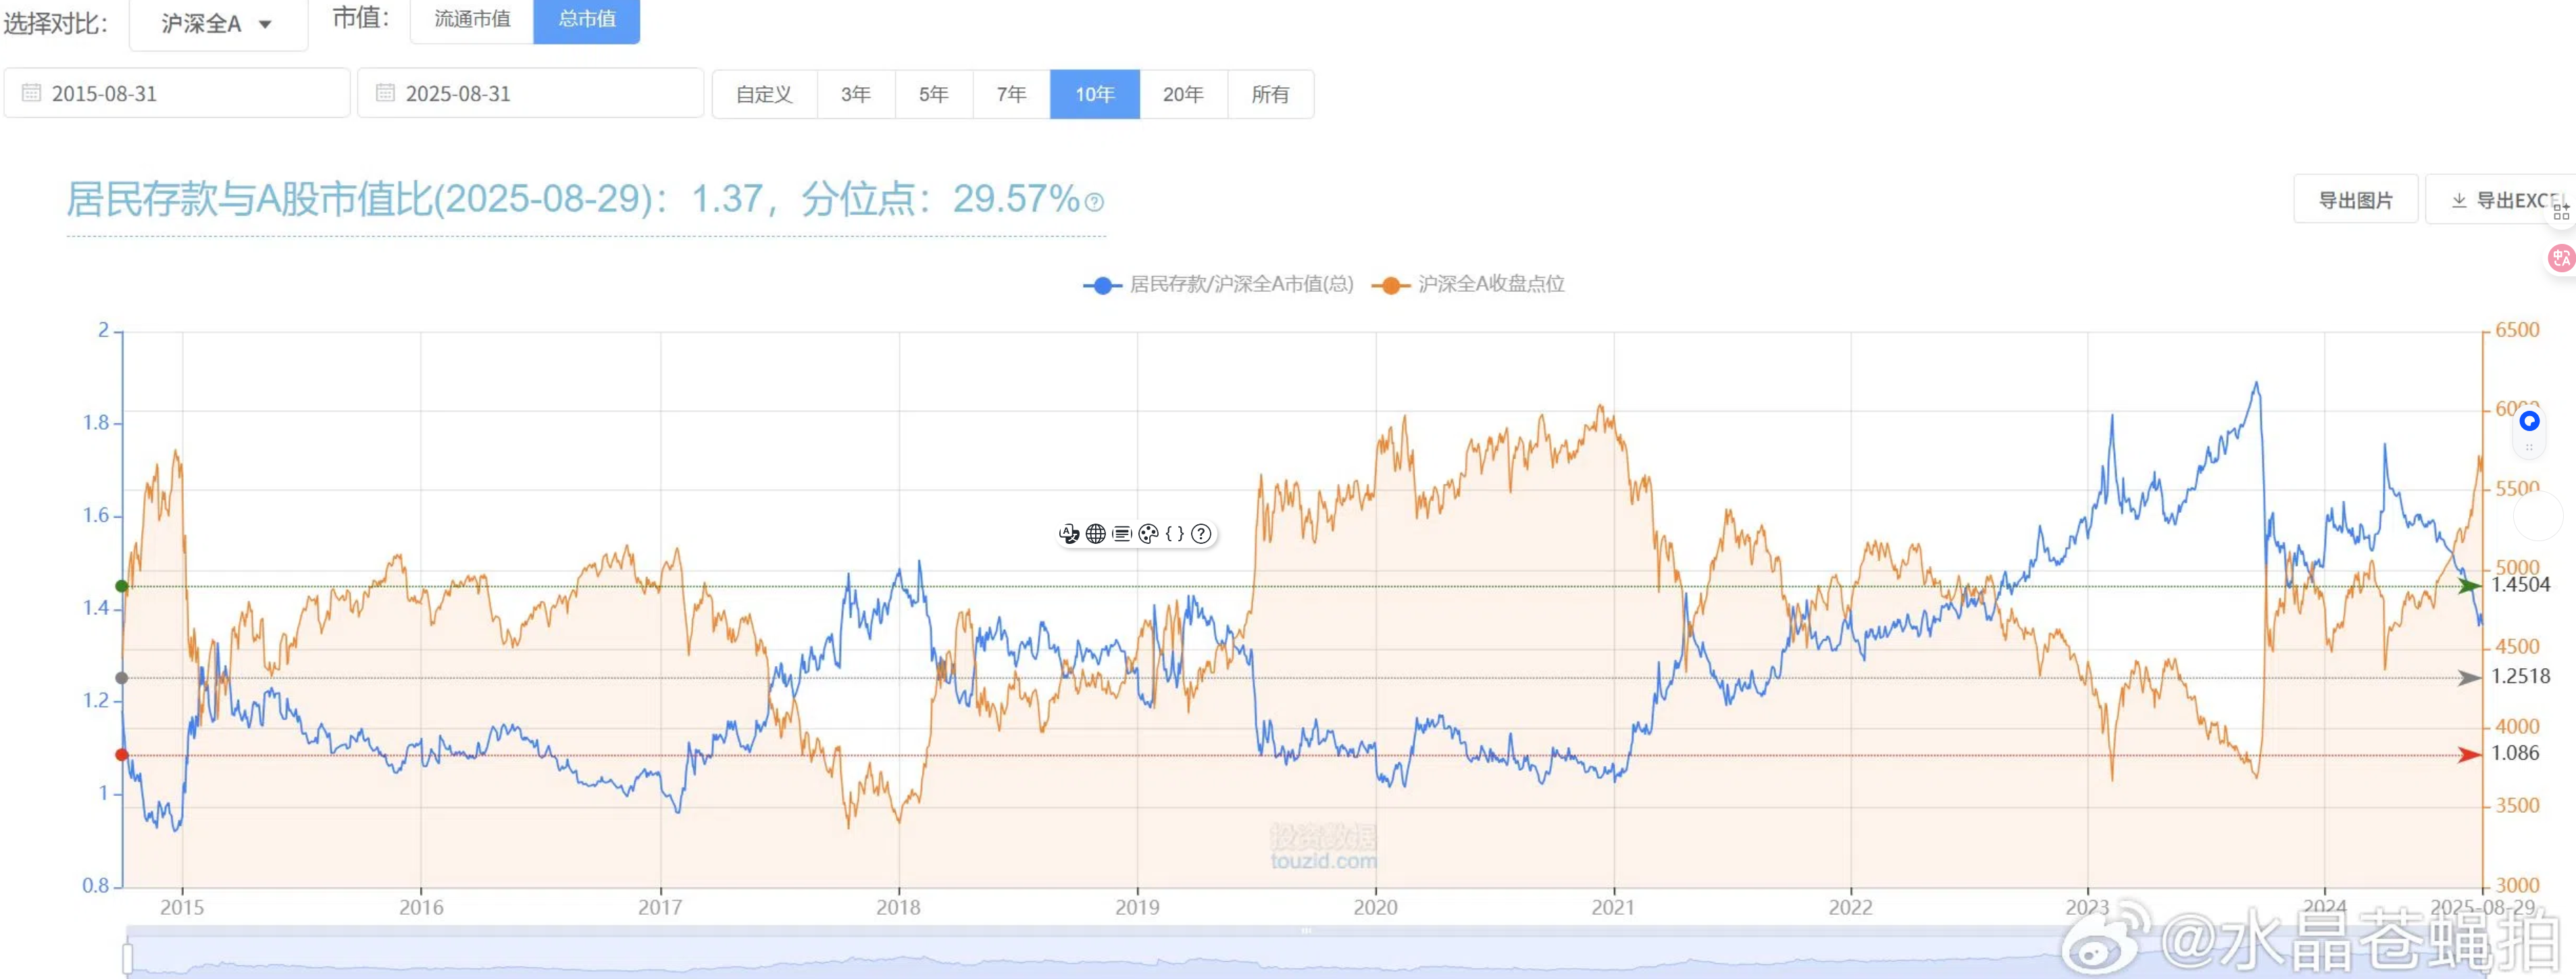 选择对比： 沪深全A 市值： 流通市值 总市值
2015-08-31 2025-08-31 自定义 3年 5年 7年 10年 20年 所有
居民存款与A股市值比(2025-08-29)：1.37，分位点：29.57%
导出图片 导出EXCEL
居民存款/沪深全A市值(总) 沪深全A收盘点位
2 6500
1.8 6000
1.6 5500
1.4 5000
1.2 4500
1 4000
0.8 3500
3000
1.4504
1.2518
1.086
投资数据
touzid.com
2015 2016 2017 2018 2019 2020 2021 2022 2023 2024 2025-08-29
@水晶苍蝇拍